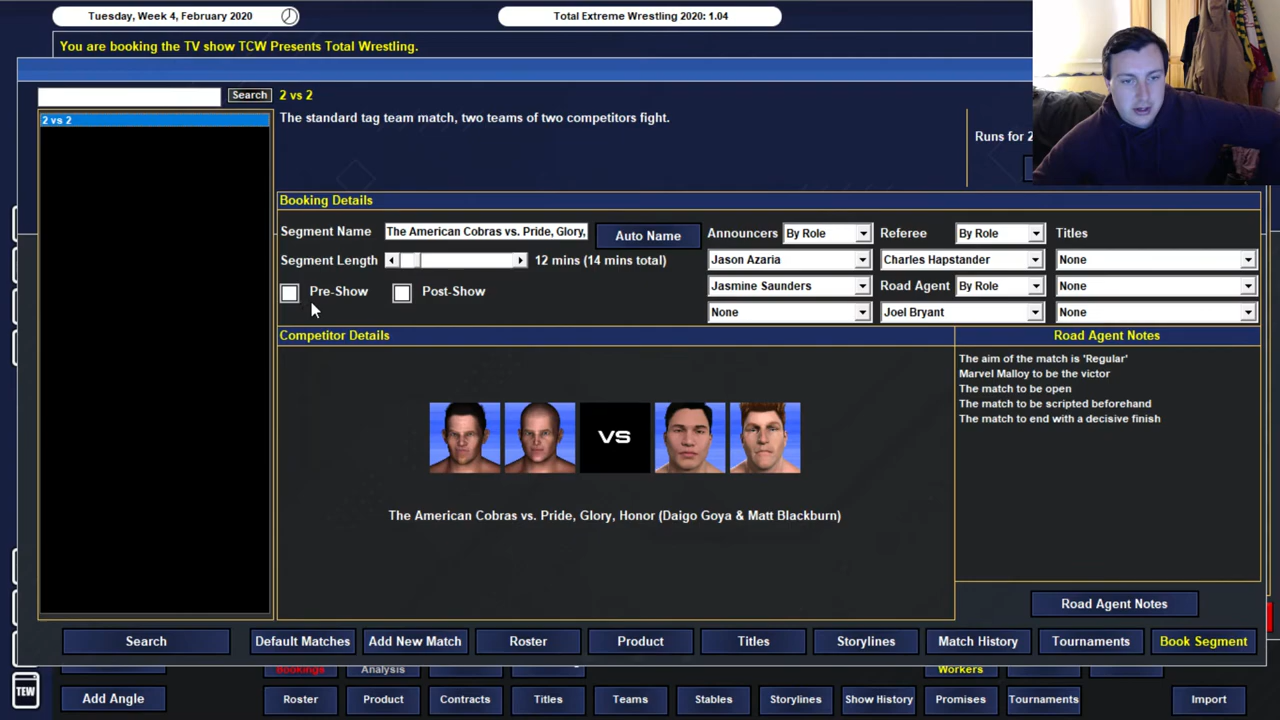 Tuesday, Week 4, February 2020
Total Extreme Wrestling 2020: 1.04
You are booking the TV show TCW Presents Total Wrestling.
Search
2 vs 2
2 vs 2
The standard tag team match, two teams of two competitors fight.
Runs for 2
Booking Details
Segment Name
The American Cobras vs. Pride, Glory,
Auto Name
Announcers
By Role
Referee
By Role
Titles
Segment Length
12 mins (14 mins total)
Jason Azaria
Charles Hapstander
None
Pre-Show
Post-Show
Jasmine Saunders
Road Agent
By Role
None
None
Joel Bryant
None
Competitor Details
Road Agent Notes
The aim of the match is 'Regular'
Marvel Malloy to be the victor
The match to be open
The match to be scripted beforehand
The match to end with a decisive finish
VS
The American Cobras vs. Pride, Glory, Honor (Daigo Goya & Matt Blackburn)
Road Agent Notes
Search
Default Matches
Add New Match
Roster
Product
Titles
Storylines
Match History
Tournaments
Book Segment
Bookings
Analysis
Workers
TEW
Add Angle
Roster
Product
Contracts
Titles
Teams
Stables
Storylines
Show History
Promises
Tournaments
Import